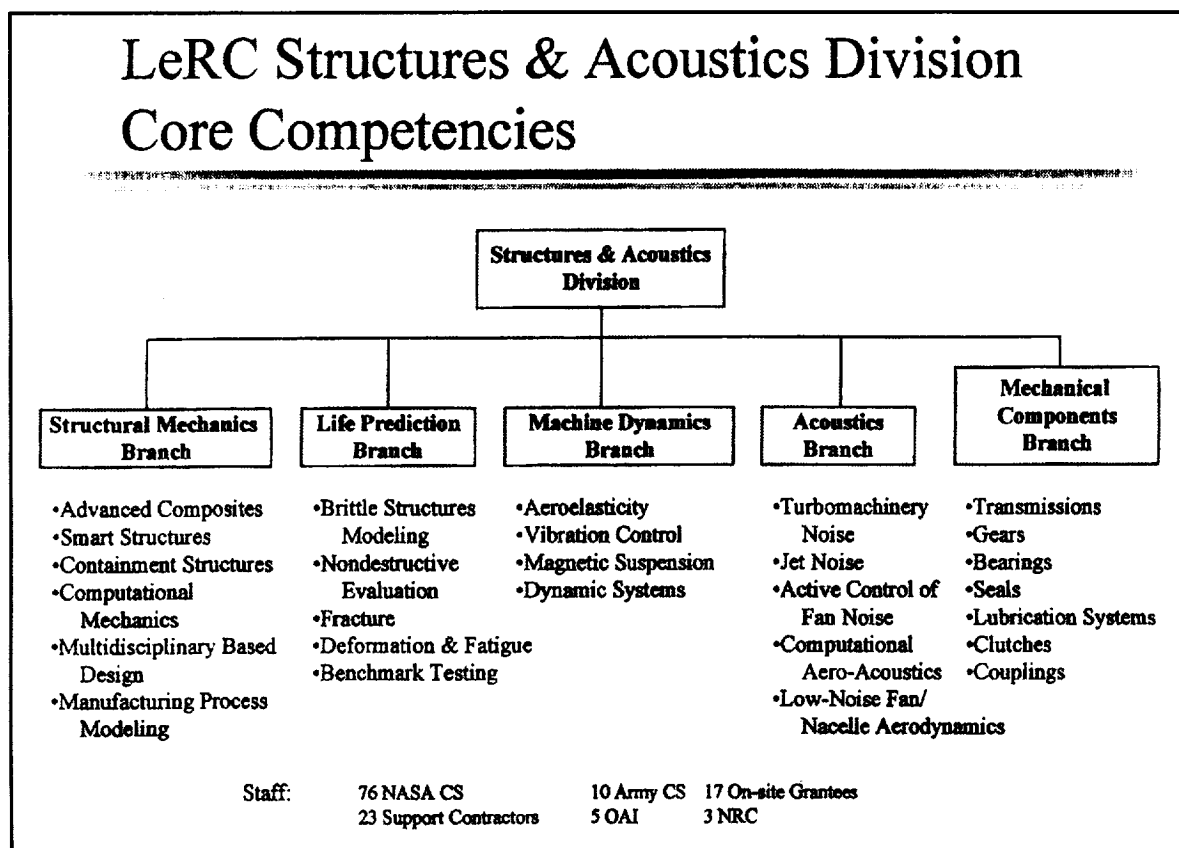 LeRC Structures & Acoustics Division
Core Competencies
Structures & Acoustics
Division
Structural Mechanics
Branch
Life Prediction
Branch
Machine Dynamics
Branch
Acoustics
Branch
Mechanical
Components
Branch
•Advanced Composites
•Smart Structures
•Containment Structures
•Computational
Mechanics
•Multidisciplinary Based
Design
•Manufacturing Process
Modeling
•Brittle Structures
Modeling
•Nondestructive
Evaluation
•Fracture
•Deformation & Fatigue
•Benchmark Testing
•Aeroelasticity
•Vibration Control
•Magnetic Suspension
•Dynamic Systems
•Turbomachinery
Noise
•Jet Noise
•Active Control of
Fan Noise
•Computational
Aero-Acoustics
•Low-Noise Fan/
Nacelle Aerodynamics
•Transmissions
•Gears
•Bearings
•Seals
•Lubrication Systems
•Clutches
•Couplings
Staff: 76 NASA CS 10 Army CS 17 On-site Grantees
23 Support Contractors 5 OAI 3 NRC